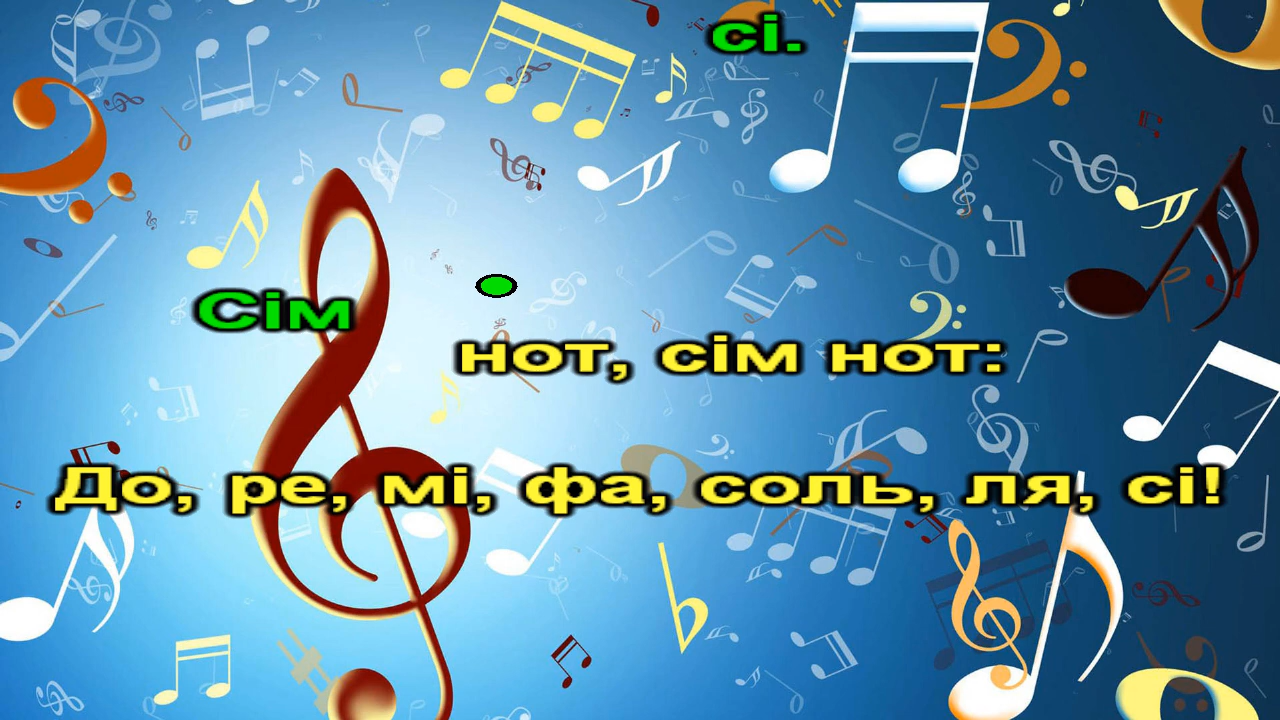 сі.
Сім
нот, сім нот:
До, ре, мі, фа, соль, ля, сі!